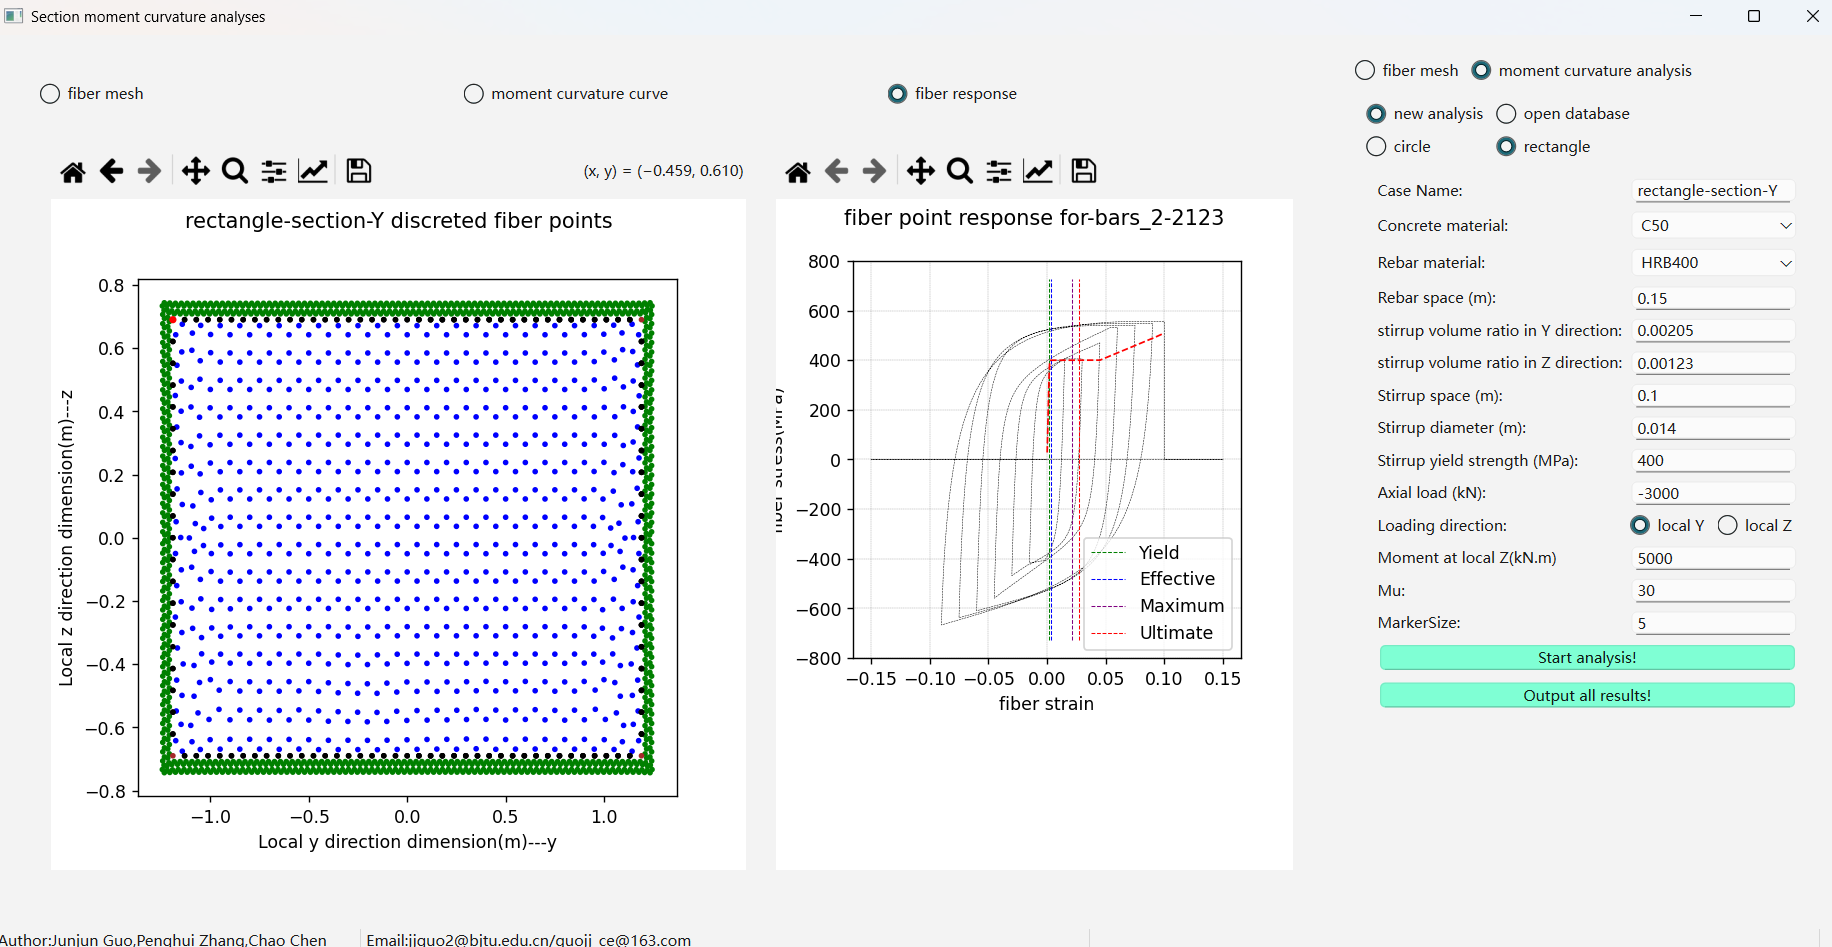 Section moment curvature analyses
fiber mesh
moment curvature curve
fiber response
(x, y) = (−0.459, 0.610)
rectangle-section-Y discreted fiber points
0.8
0.6
0.4
0.2
0.0
−0.2
−0.4
−0.6
−0.8
Local z direction dimension(m)---z
−1.0
−0.5
0.0
0.5
1.0
Local y direction dimension(m)---y
fiber point response for-bars_2-2123
800
600
400
200
0
−200
−400
−600
−800
fiber stress(MPa)
Yield
Effective
Maximum
Ultimate
−0.15
−0.10
−0.05
0.00
0.05
0.10
0.15
fiber strain
fiber mesh
moment curvature analysis
new analysis
open database
circle
rectangle
Case Name: rectangle-section-Y
Concrete material: C50
Rebar material: HRB400
Rebar space (m): 0.15
stirrup volume ratio in Y direction: 0.00205
stirrup volume ratio in Z direction: 0.00123
Stirrup space (m): 0.1
Stirrup diameter (m): 0.014
Stirrup yield strength (MPa): 400
Axial load (kN): -3000
Loading direction: local Y local Z
Moment at local Z(kN.m) 5000
Mu: 30
MarkerSize: 5
Start analysis!
Output all results!
Author:Junjun Guo,Penghui Zhang,Chao Chen
Email:jjguo2@bjtu.edu.cn/guojj_ce@163.com